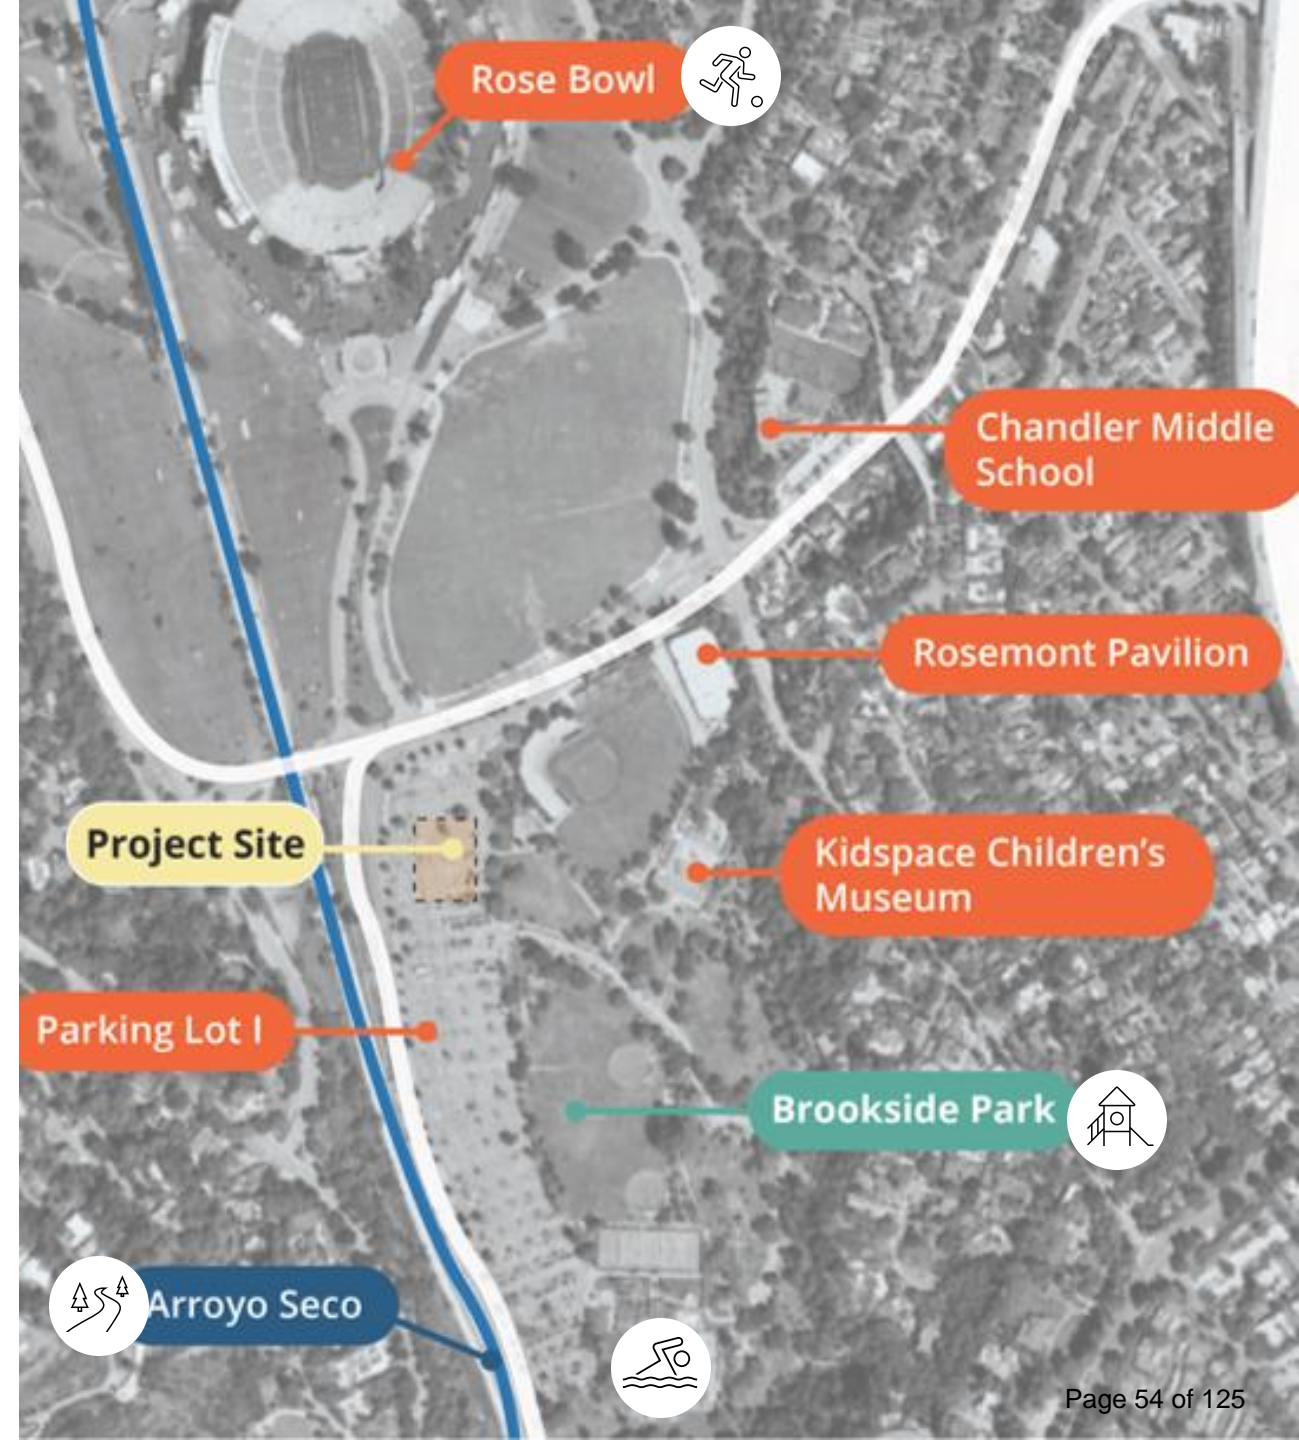 Rose Bowl
Chandler Middle
School
Rosemont Pavilion
Project Site
Kidspace Children's
Museum
Parking Lot I
Brookside Park
Arroyo Seco
Page 54 of 125